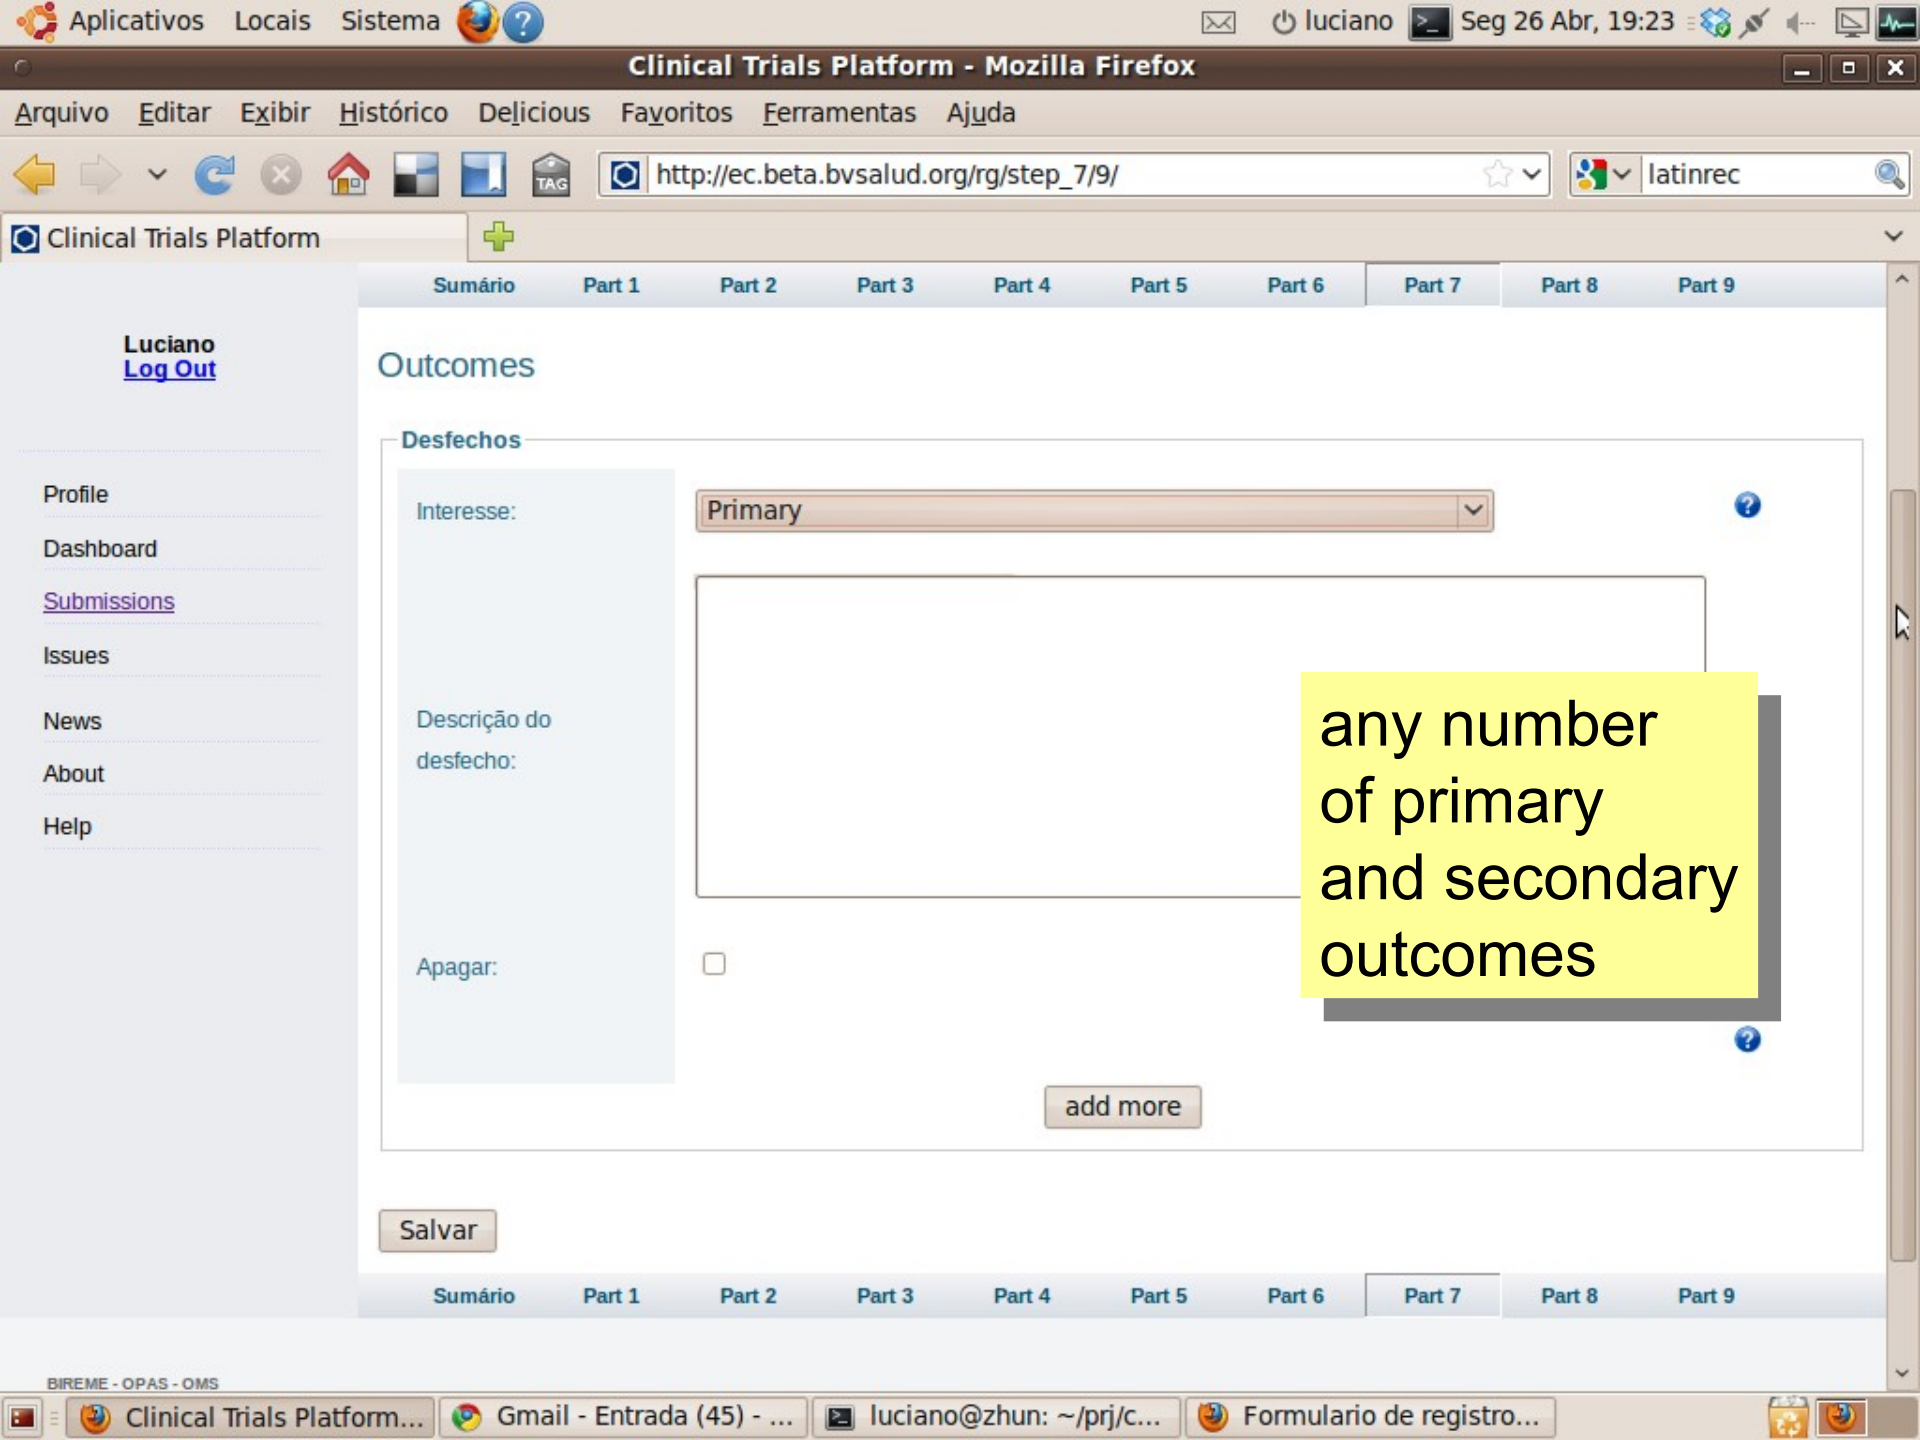 Aplicativos Locais Sistema luciano Seg 26 Abr, 19:23
Clinical Trials Platform - Mozilla Firefox
Arquivo Editar Exibir Histórico Delicious Favoritos Ferramentas Ajuda
TAG http://ec.beta.bvsalud.org/rg/step_7/9/ latinrec
Clinical Trials Platform
Sumário Part 1 Part 2 Part 3 Part 4 Part 5 Part 6 Part 7 Part 8 Part 9
Luciano
Log Out
Profile
Dashboard
Submissions
Issues
News
About
Help
Outcomes
Desfechos
Interesse: Primary
Descrição do
desfecho:
any number
of primary
and secondary
outcomes
Apagar:
add more
Salvar
Sumário Part 1 Part 2 Part 3 Part 4 Part 5 Part 6 Part 7 Part 8 Part 9
BIREME - OPAS - OMS
Clinical Trials Platform... Gmail - Entrada (45) - ... luciano@zhun: ~/prj/c... Formulario de registro...